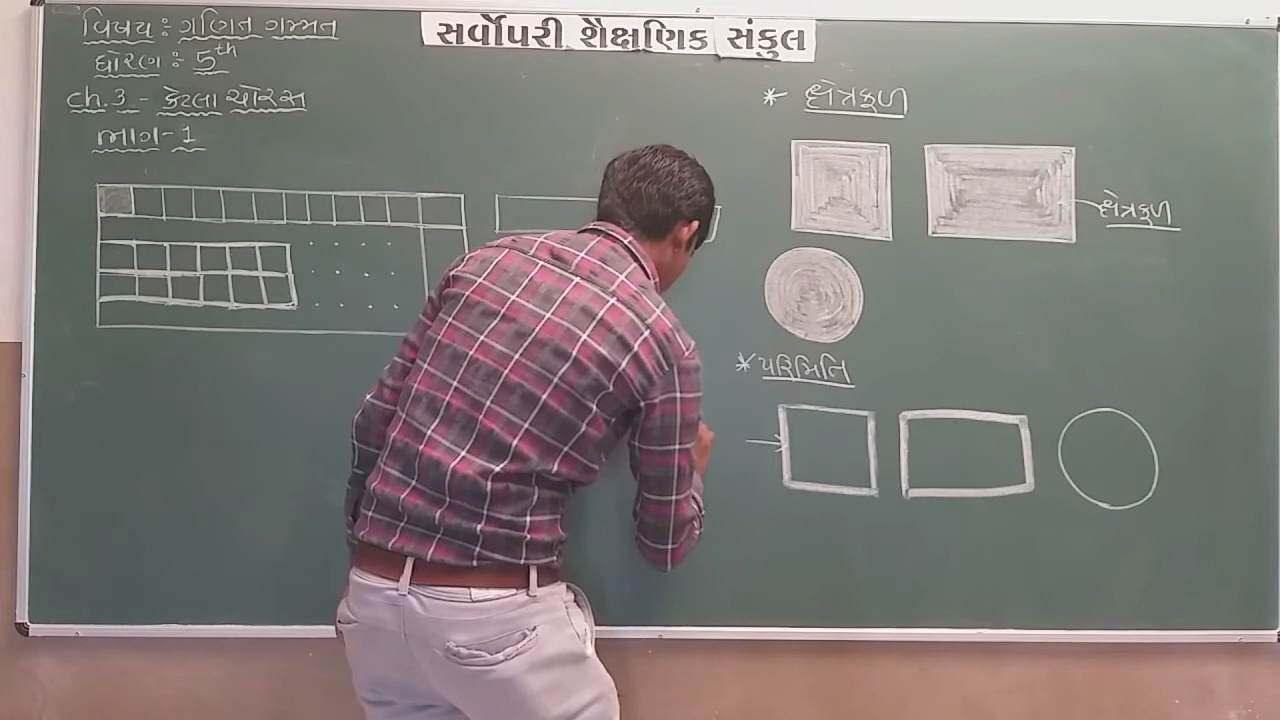 સર્વોપરી શૈક્ષણિક સંકુલ
વિષય : ગણિત ગમ્મત
ધોરણ : 5th
ch.3 - કેટલા ચોરસ
ભાગ-1
* ક્ષેત્રફળ
ક્ષેત્રફળ
* પરિમિતિ